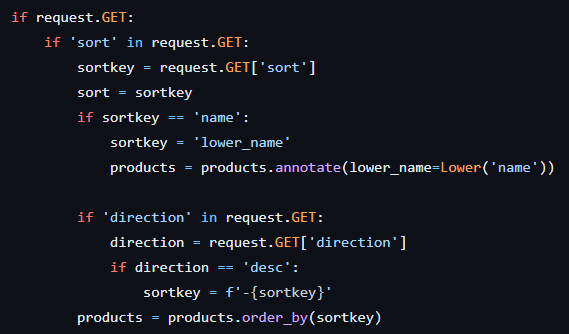 if request.GET:
    if 'sort' in request.GET:
        sortkey = request.GET['sort']
        sort = sortkey
        if sortkey == 'name':
            sortkey = 'lower_name'
            products = products.annotate(lower_name=Lower('name'))

        if 'direction' in request.GET:
            direction = request.GET['direction']
            if direction == 'desc':
                sortkey = f'-{sortkey}'
        products = products.order_by(sortkey)